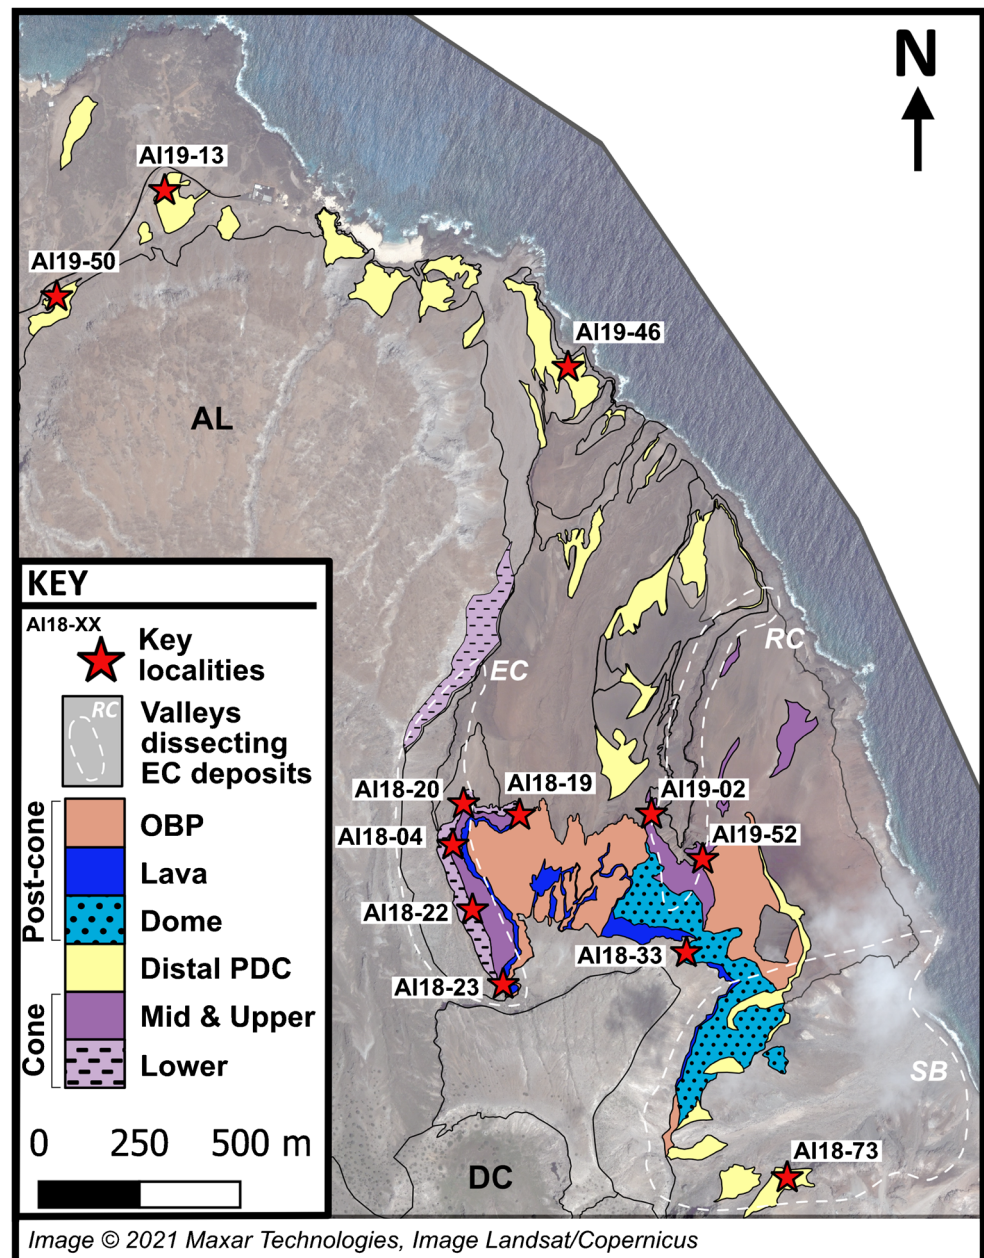 N
AI19-13
AI19-50
AI19-46
AL
EC
RC
AI18-20
AI18-19
AI19-02
AI18-04
AI19-52
AI18-22
AI18-33
AI18-23
SB
AI18-73
DC
KEY
AI18-XX
Key
localities
RC
Valleys
dissecting
EC deposits
Post-cone
OBP
Lava
Dome
Distal PDC
Cone
Mid & Upper
Lower
0 250 500 m
Image © 2021 Maxar Technologies, Image Landsat/Copernicus